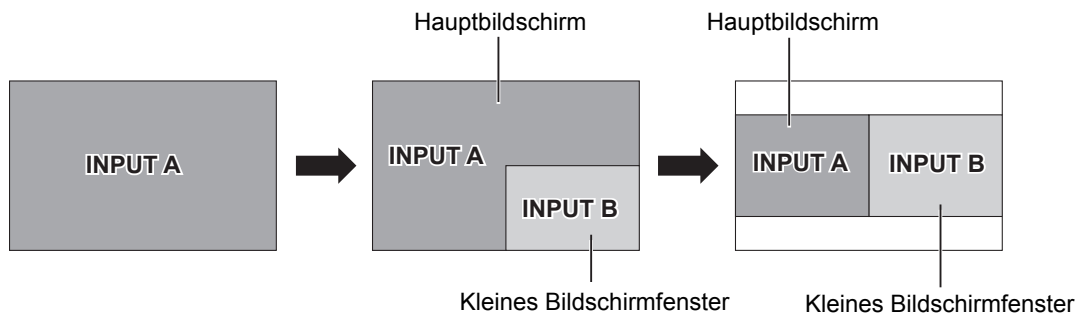 Hauptbildschirm
Hauptbildschirm
INPUT A
INPUT A
INPUT B
INPUT A
INPUT B
Kleines Bildschirmfenster
Kleines Bildschirmfenster